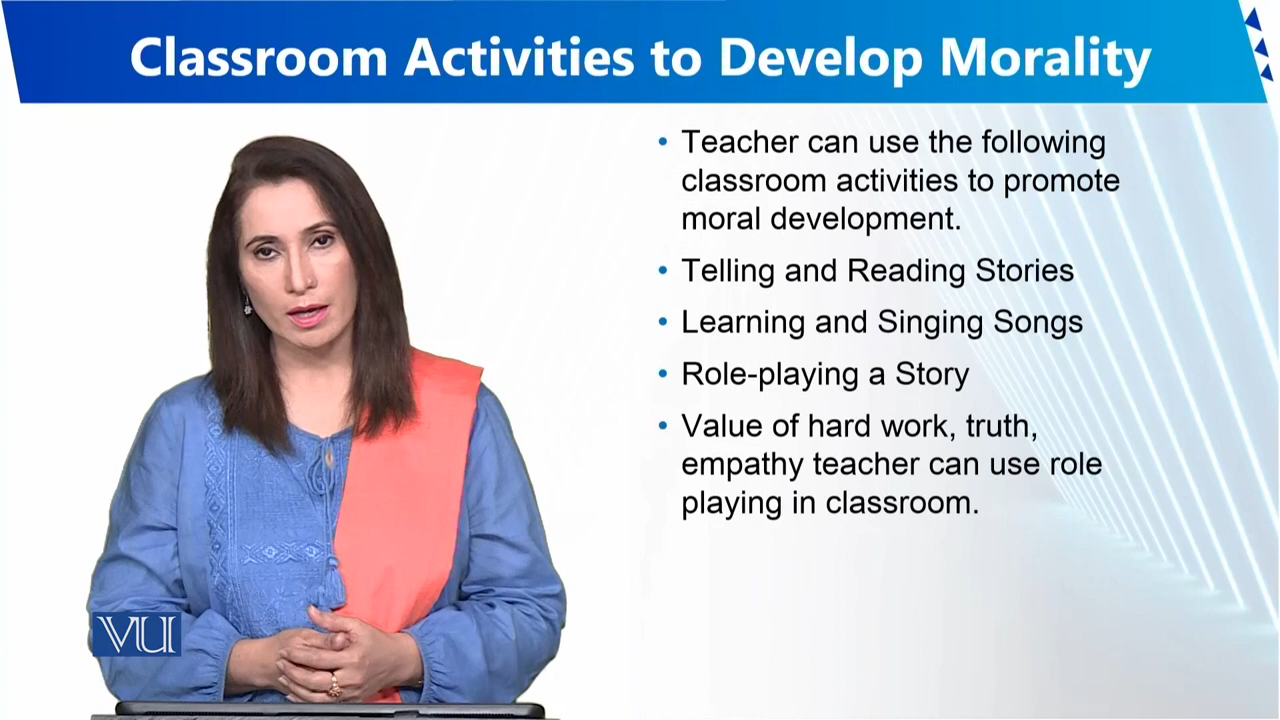 Classroom Activities to Develop Morality
• Teacher can use the following
classroom activities to promote
moral development.
• Telling and Reading Stories
• Learning and Singing Songs
• Role-playing a Story
• Value of hard work, truth,
empathy teacher can use role
playing in classroom.
VU